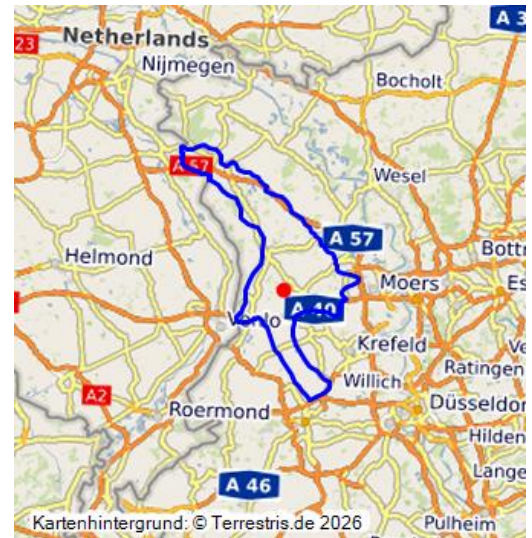 A 3
23
Netherlands
Nijmegen
Bocholt
A 57
Wesel
Helmond
A 57
Bottr
Moers
Es
A 40
Venlo
Krefeld
Ratingen
Willich
A2
Roermond
Düsseldor
Hilden
Lange
A 46
Pulheim
Kartenhintergrund: © Terrestris.de 2026